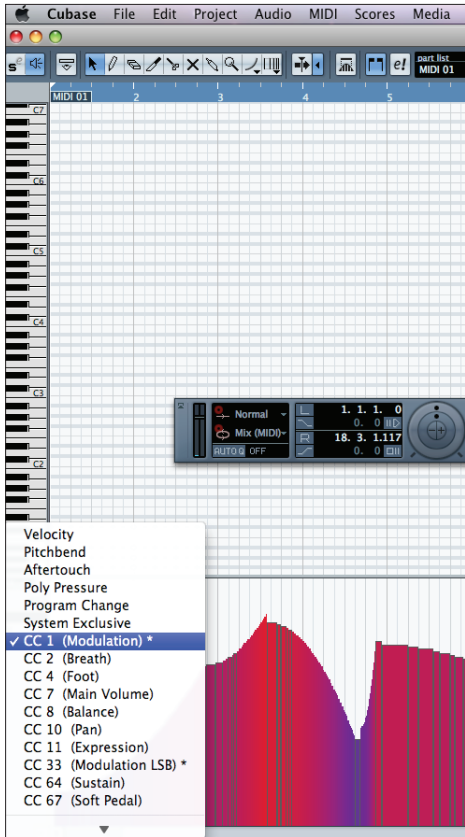 Cubase File Edit Project Audio MIDI Scores Media
e!
part list
MIDI 01
MIDI 01 2 3 4 5
C7
C6
C5
C4
C3
Normal
Mix (MIDI)
AUTO Q OFF
L 1. 1. 1. 0
0. 0
R 18. 3. 1.117
0. 0
C2
Velocity
Pitchbend
Aftertouch
Poly Pressure
Program Change
System Exclusive
✓ CC 1 (Modulation) *
CC 2 (Breath)
CC 4 (Foot)
CC 7 (Main Volume)
CC 8 (Balance)
CC 10 (Pan)
CC 11 (Expression)
CC 33 (Modulation LSB) *
CC 64 (Sustain)
CC 67 (Soft Pedal)